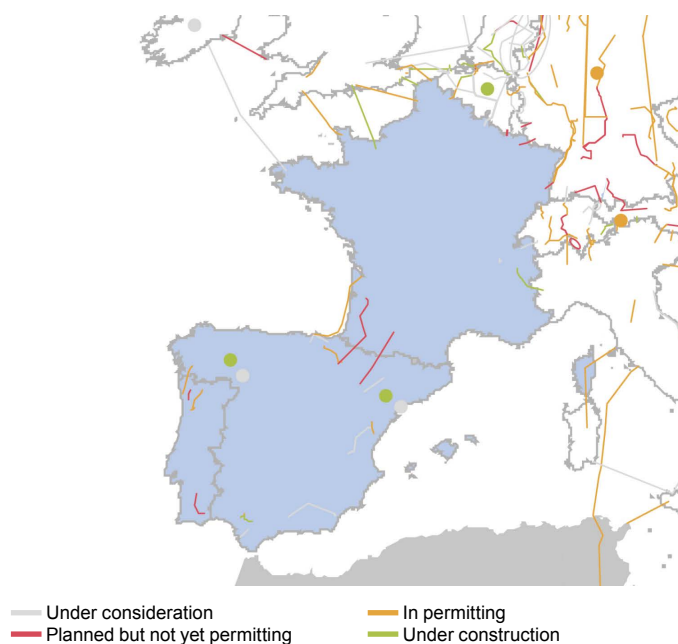 Under consideration
In permitting
Planned but not yet permitting
Under construction